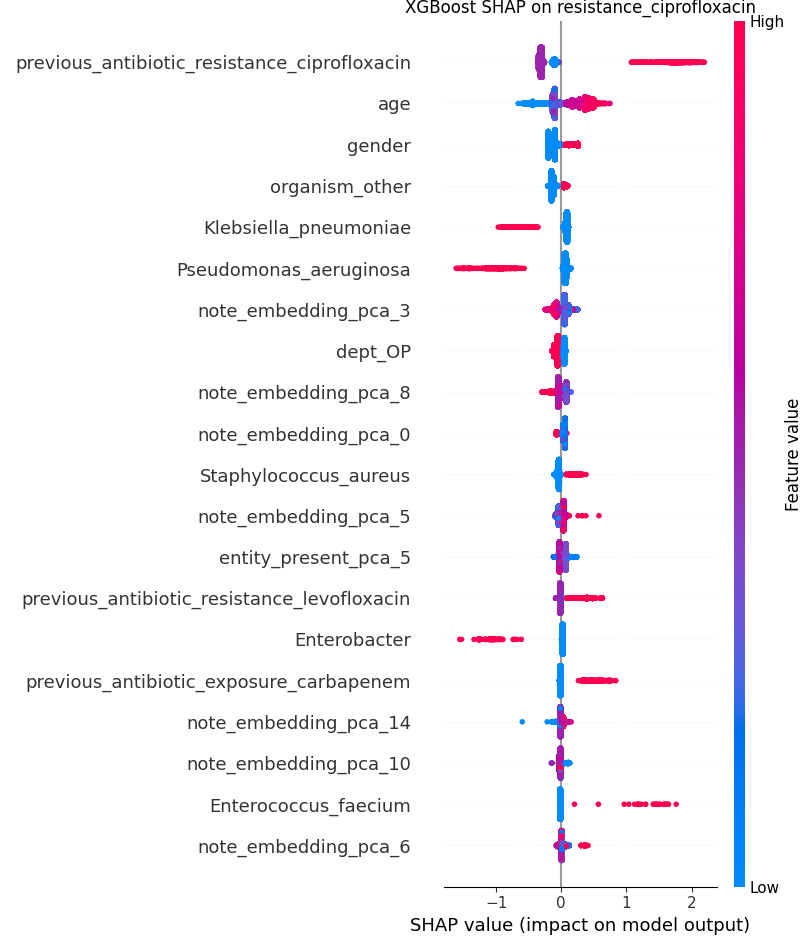 XGBoost SHAP on resistance_ciprofloxacin
High
previous_antibiotic_resistance_ciprofloxacin
age
gender
organism_other
Klebsiella_pneumoniae
Pseudomonas_aeruginosa
note_embedding_pca_3
dept_OP
note_embedding_pca_8
note_embedding_pca_0
Staphylococcus_aureus
note_embedding_pca_5
entity_present_pca_5
previous_antibiotic_resistance_levofloxacin
Enterobacter
previous_antibiotic_exposure_carbapenem
note_embedding_pca_14
note_embedding_pca_10
Enterococcus_faecium
note_embedding_pca_6
Feature value
Low
−1 0 1 2
SHAP value (impact on model output)